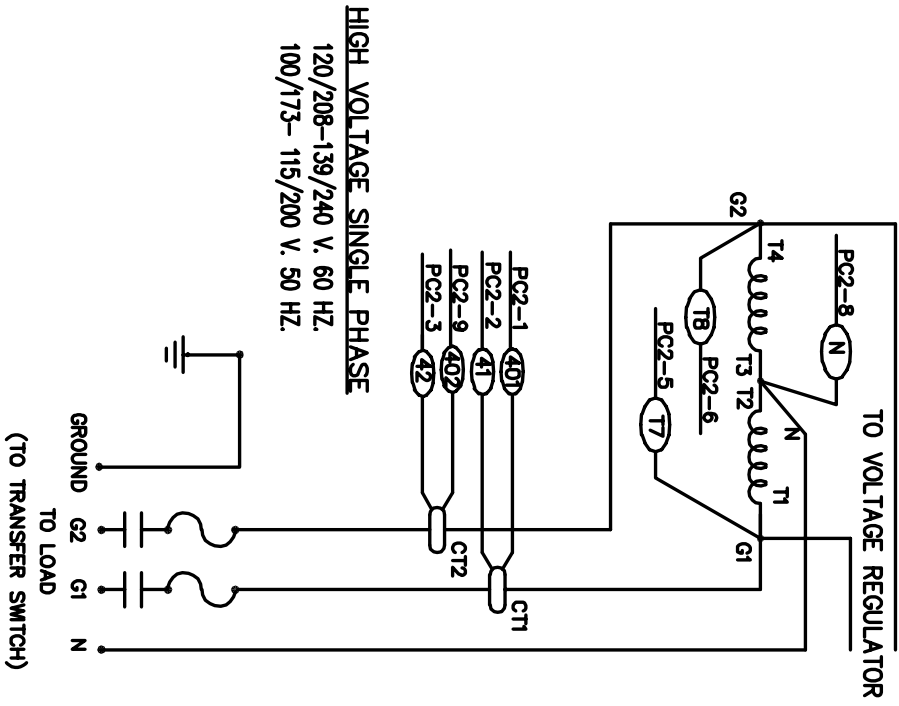 TO VOLTAGE REGULATOR
PC2-8
N
T4
T3 T2
T1
G2
N
G1
T8
PC2-6
PC2-5
T7
PC2-1
401
PC2-2
41
PC2-9
402
PC2-3
42
CT1
CT2
HIGH VOLTAGE SINGLE PHASE
120/208-139/240 V. 60 HZ.
100/173- 115/200 V. 50 HZ.
GROUND
G2
G1
N
TO LOAD
(TO TRANSFER SWITCH)